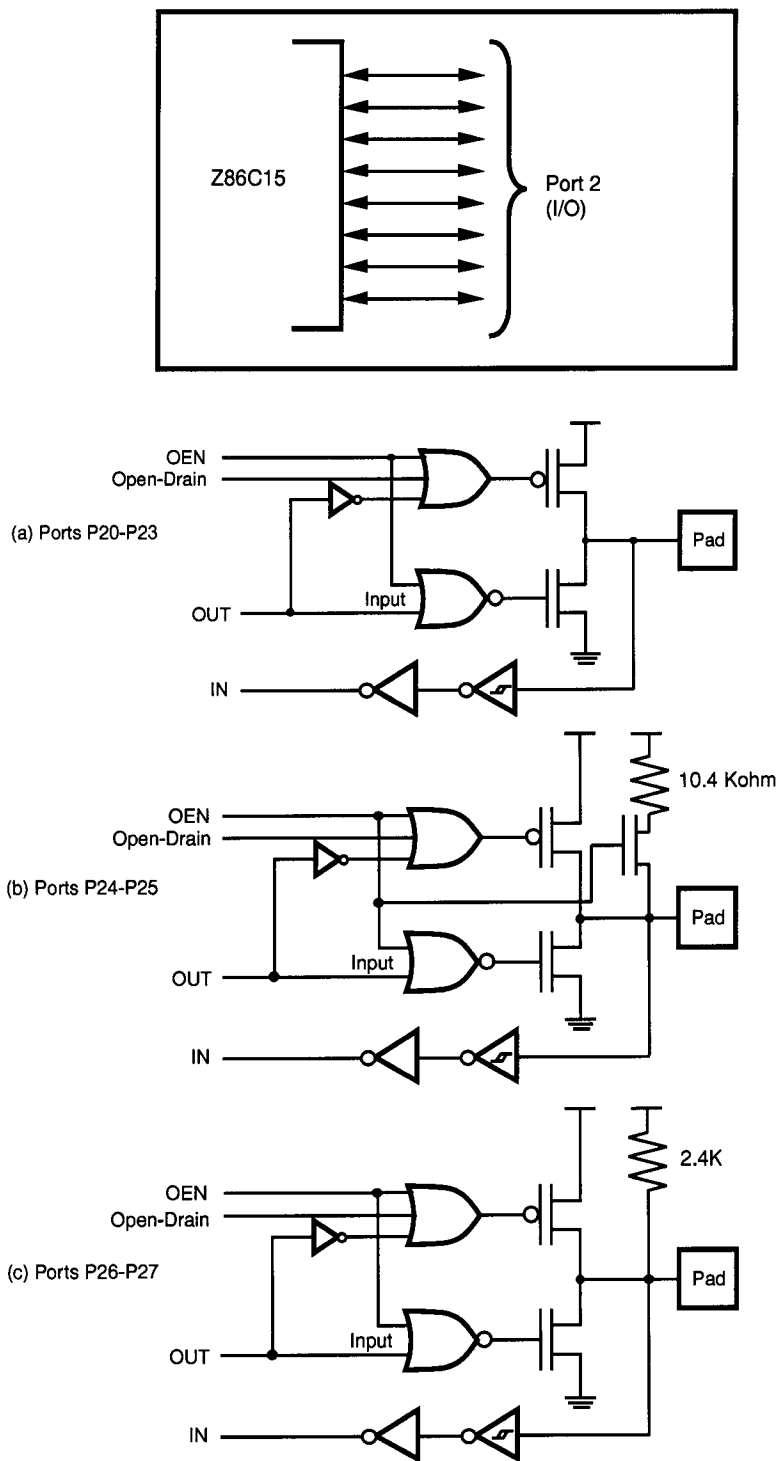 Z86C15
Port 2
(I/O)
OEN
Open-Drain
(a) Ports P20-P23
Pad
Input
OUT
IN
10.4 Kohm
OEN
Open-Drain
(b) Ports P24-P25
Pad
Input
OUT
IN
2.4K
OEN
Open-Drain
(c) Ports P26-P27
Pad
Input
OUT
IN